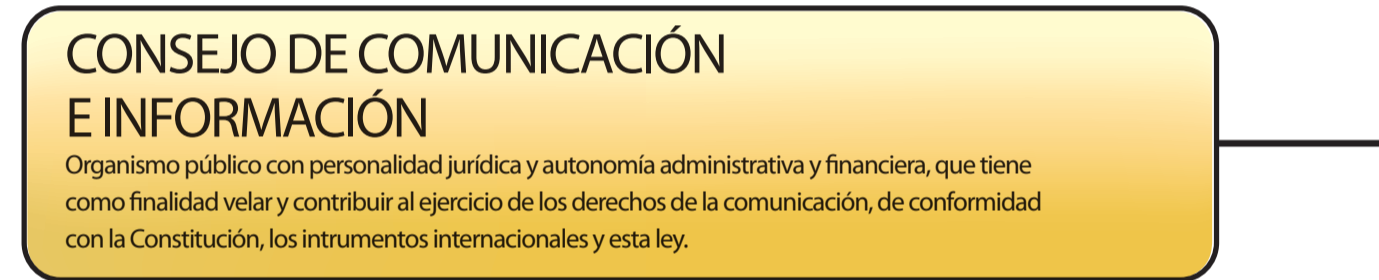 CONSEJO DE COMUNICACIÓN
E INFORMACIÓN
Organismo público con personalidad jurídica y autonomía administrativa y financiera, que tiene
como finalidad velar y contribuir al ejercicio de los derechos de la comunicación, de conformidad
con la Constitución, los intrumentos internacionales y esta ley.